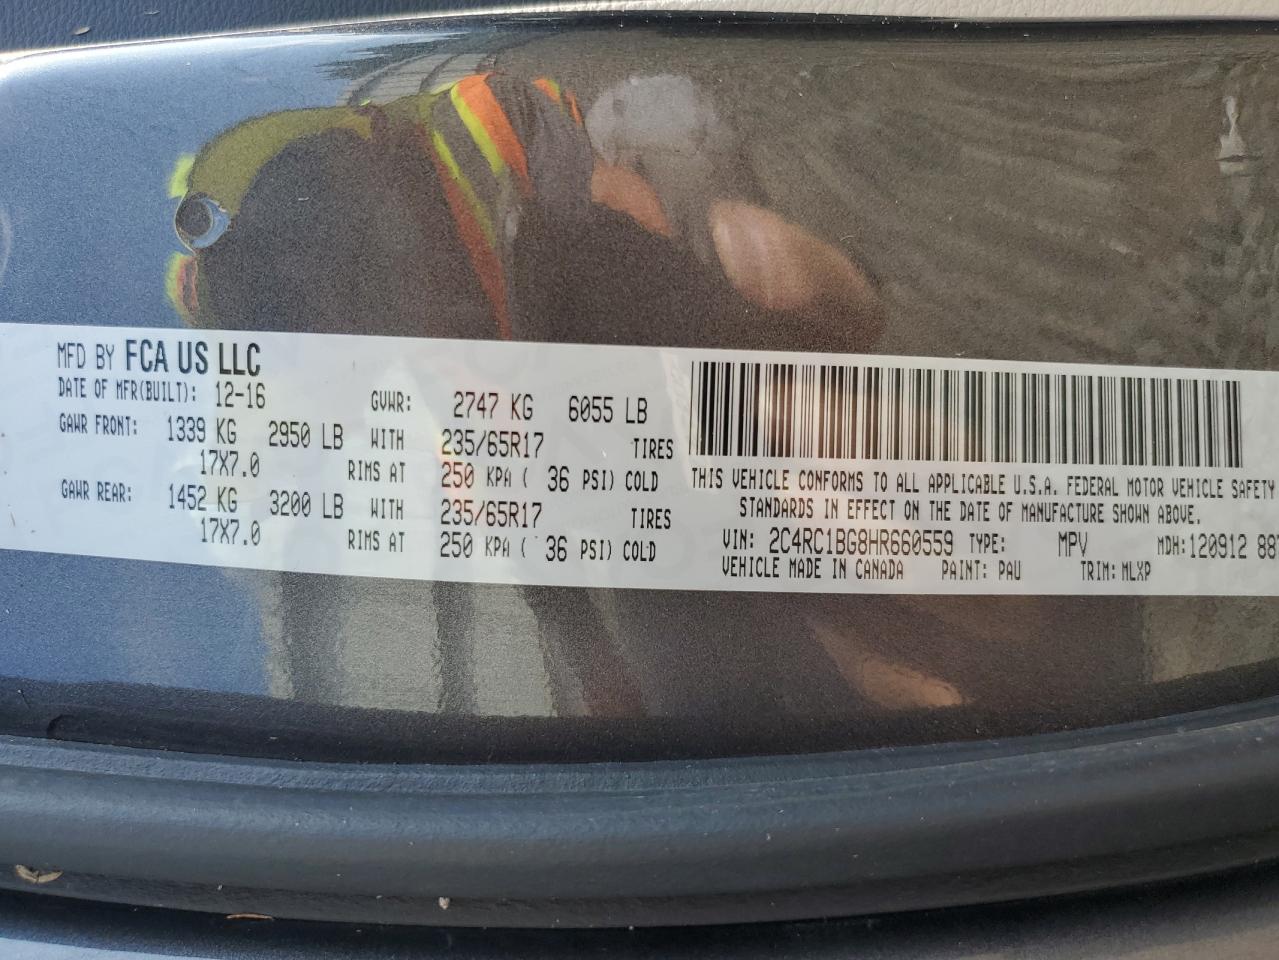 MFD BY FCA US LLC
DATE OF MFR(BUILT): 12-16 GVWR: 2747 KG 6055 LB
GAWR FRONT: 1339 KG 2950 LB WITH 235/65R17 TIRES
17X7.0 RIMS AT 250 KPA ( 36 PSI) COLD
GAWR REAR: 1452 KG 3200 LB WITH 235/65R17 TIRES
17X7.0 RIMS AT 250 KPA ( 36 PSI) COLD
THIS VEHICLE CONFORMS TO ALL APPLICABLE U.S.A. FEDERAL MOTOR VEHICLE SAFETY
STANDARDS IN EFFECT ON THE DATE OF MANUFACTURE SHOWN ABOVE.
VIN: 2C4RC1BG8HR660559 TYPE: MPV MDH: 120912
VEHICLE MADE IN CANADA PAINT: PAU TRIM: MLXP